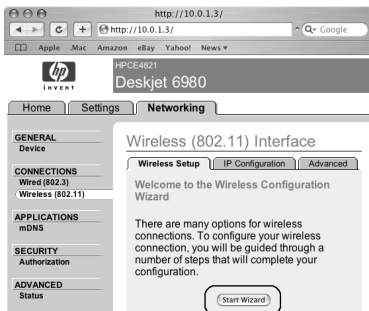 http://10.0.1.3/
http://10.0.1.3/
Q- Google
Apple .Mac Amazon eBay Yahoo! News
hp
invent
HPCE4821
Deskjet 6980
Home Settings Networking
GENERAL
Device
CONNECTIONS
Wired (802.3)
Wireless (802.11)
APPLICATIONS
mDNS
SECURITY
Authorization
ADVANCED
Status
Wireless (802.11) Interface
Wireless Setup IP Configuration Advanced
Welcome to the Wireless Configuration
Wizard
There are many options for wireless
connections. To configure your wireless
connection, you will be guided through a
number of steps that will complete your
configuration.
Start Wizard